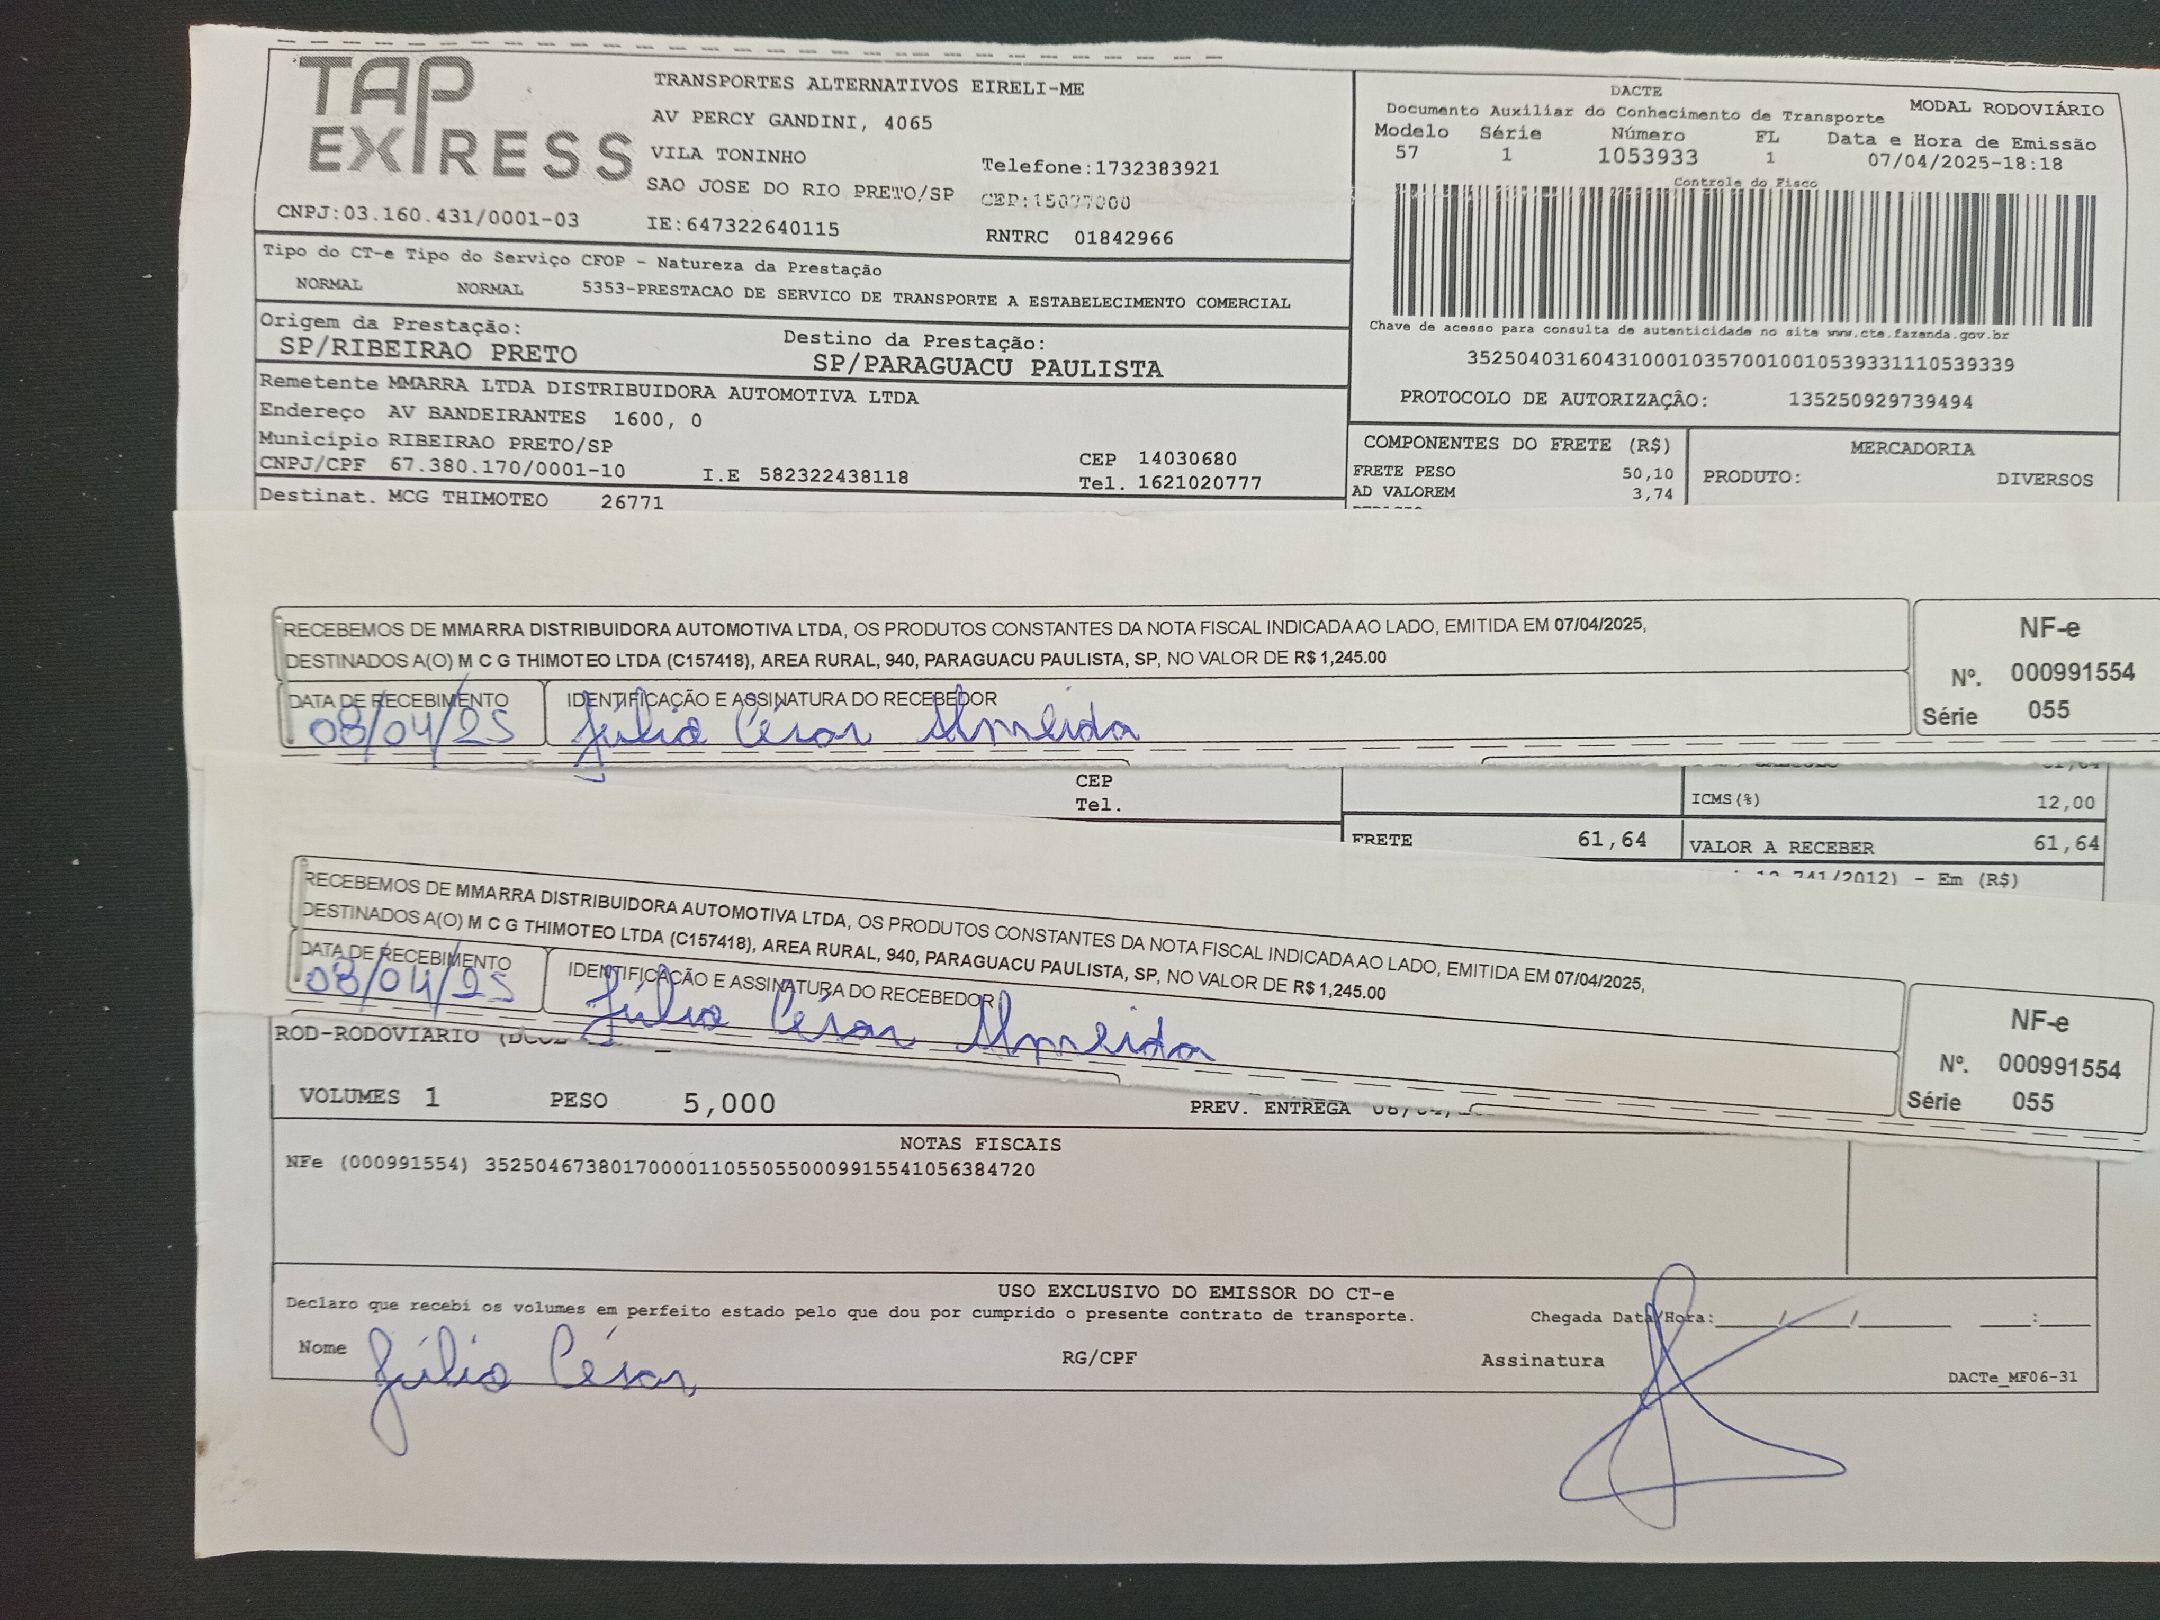 TAP EXPRESS
TRANSPORTES ALTERNATIVOS EIRELI-ME
AV PERCY GANDINI, 4065
VILA TONINHO
SAO JOSE DO RIO PRETO/SP
Telefone:1732383921
CEP:15077000
CNPJ:03.160.431/0001-03
IE:647322640115
RNTRC 01842966
DACTE
MODAL RODOVIÁRIO
Documento Auxiliar do Conhecimento de Transporte
Modelo Série Número FL Data e Hora de Emissão
57 1 1053933 1 07/04/2025-18:18
Controle do Fisco
Chave de acesso para consulta de autenticidade no site www.cte.fazenda.gov.br
35250403160431000103570010010539331110539339
PROTOCOLO DE AUTORIZAÇÃO: 135250929739494
Tipo do CT-e Tipo do Serviço CFOP - Natureza da Prestação
NORMAL NORMAL 5353-PRESTACAO DE SERVICO DE TRANSPORTE A ESTABELECIMENTO COMERCIAL
Origem da Prestação: Destino da Prestação:
SP/RIBEIRAO PRETO SP/PARAGUACU PAULISTA
Remetente MMARRA LTDA DISTRIBUIDORA AUTOMOTIVA LTDA
Endereço AV BANDEIRANTES 1600, 0
Município RIBEIRAO PRETO/SP CEP 14030680
CNPJ/CPF 67.380.170/0001-10 I.E 582322438118 Tel. 1621020777
Destinat. MCG THIMOTEO 26771
COMPONENTES DO FRETE (R$)
FRETE PESO 50,10
AD VALOREM 3,74
MERCADORIA
PRODUTO: DIVERSOS
RECEBEMOS DE MMARRA DISTRIBUIDORA AUTOMOTIVA LTDA, OS PRODUTOS CONSTANTES DA NOTA FISCAL INDICADA AO LADO, EMITIDA EM 07/04/2025,
DESTINADOS A(O) M C G THIMOTEO LTDA (C157418), AREA RURAL, 940, PARAGUACU PAULISTA, SP, NO VALOR DE R$ 1,245.00
DATA DE RECEBIMENTO IDENTIFICAÇÃO E ASSINATURA DO RECEBEDOR
08/04/25 Júlio César Almeida
NF-e
Nº. 000991554
Série 055
CEP
Tel.
ICMS(%) 12,00
FRETE 61,64 VALOR A RECEBER 61,64
741/2012) - Em (R$)
RECEBEMOS DE MMARRA DISTRIBUIDORA AUTOMOTIVA LTDA, OS PRODUTOS CONSTANTES DA NOTA FISCAL INDICADA AO LADO, EMITIDA EM 07/04/2025,
DESTINADOS A(O) M C G THIMOTEO LTDA (C157418), AREA RURAL, 940, PARAGUACU PAULISTA, SP, NO VALOR DE R$ 1,245.00
DATA DE RECEBIMENTO IDENTIFICAÇÃO E ASSINATURA DO RECEBEDOR
08/04/25 Júlio César Almeida
NF-e
Nº. 000991554
Série 055
ROD-RODOVIARIO
VOLUMES 1 PESO 5,000 PREV. ENTREGA
NOTAS FISCAIS
NFe (000991554) 35250467380170000110550550009915541056384720
USO EXCLUSIVO DO EMISSOR DO CT-e
Declaro que recebi os volumes em perfeito estado pelo que dou por cumprido o presente contrato de transporte.
Chegada Data/Hora:____/____/____ ____:____
Nome Júlio César RG/CPF Assinatura
DACTe_MF06-31